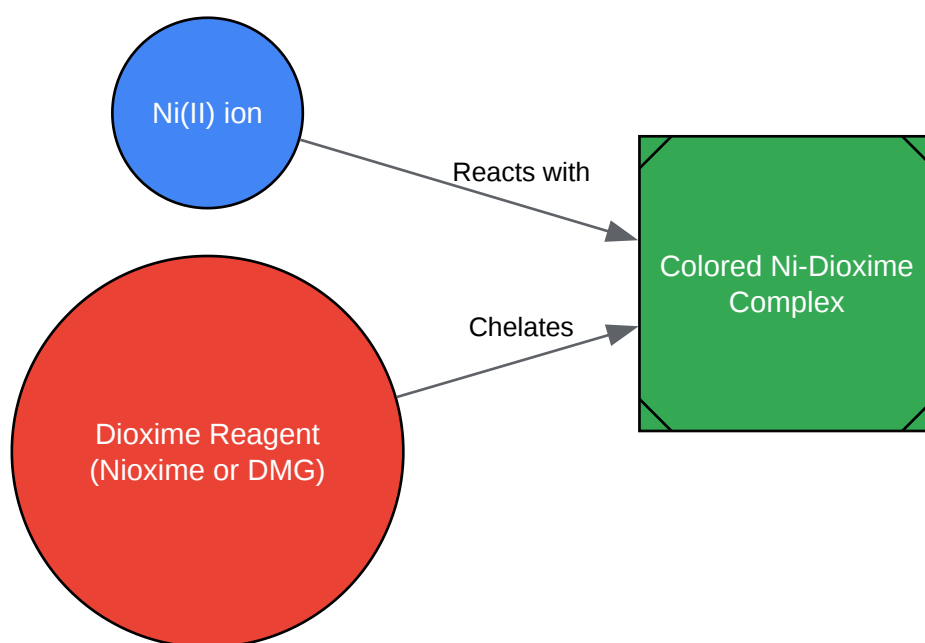 Ni(II) ion
Reacts with
Colored Ni-Dioxime
Complex
Chelates
Dioxime Reagent
(Nioxime or DMG)